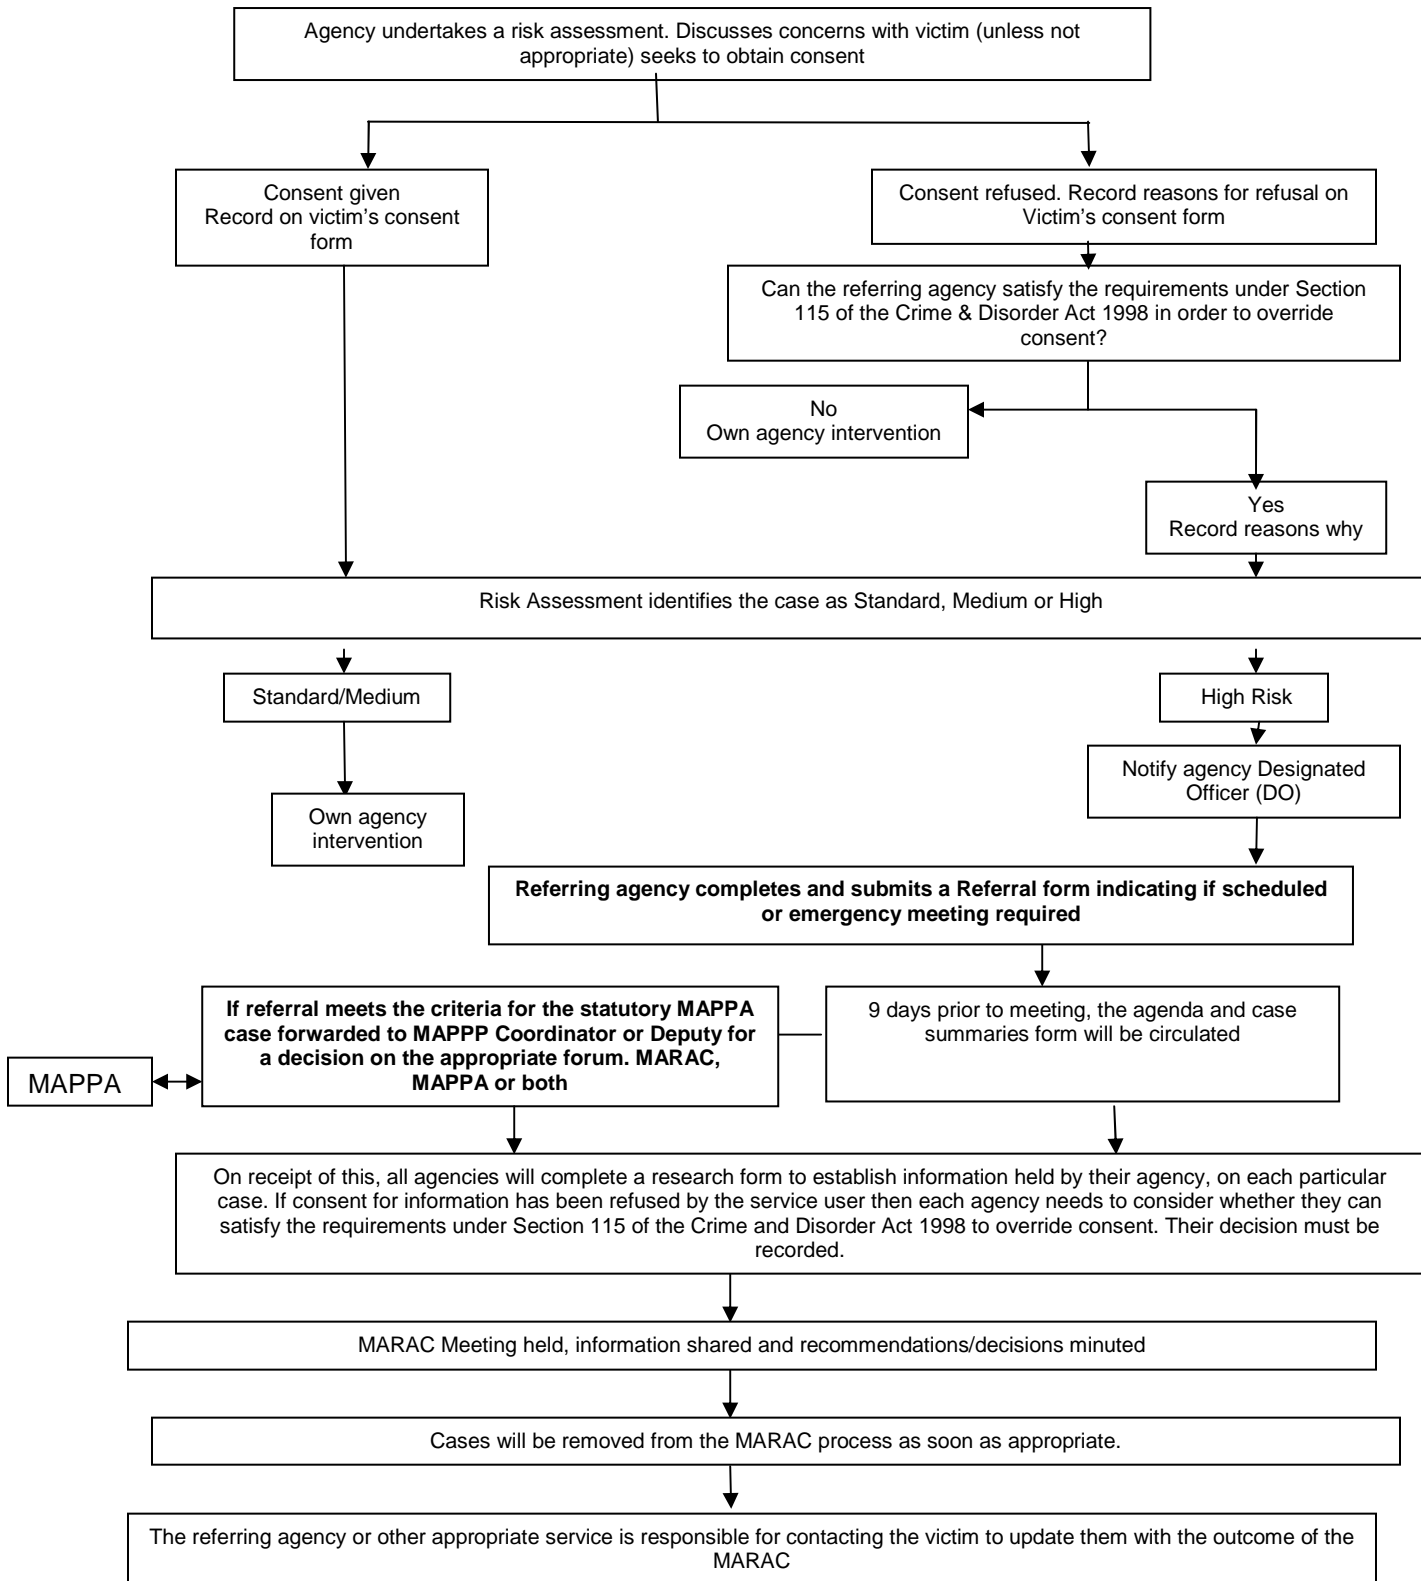 Agency undertakes a risk assessment. Discusses concerns with victim (unless not
appropriate) seeks to obtain consent
Consent given
Record on victim's consent
form
Consent refused. Record reasons for refusal on
Victim's consent form
Can the referring agency satisfy the requirements under Section
115 of the Crime & Disorder Act 1998 in order to override
consent?
No
Own agency intervention
Yes
Record reasons why
Risk Assessment identifies the case as Standard, Medium or High
Standard/Medium
High Risk
Notify agency Designated
Officer (DO)
Own agency
intervention
Referring agency completes and submits a Referral form indicating if scheduled
or emergency meeting required
If referral meets the criteria for the statutory MAPPA
case forwarded to MAPPP Coordinator or Deputy for
a decision on the appropriate forum. MARAC,
MAPPA or both
9 days prior to meeting, the agenda and case
summaries form will be circulated
MAPPA
On receipt of this, all agencies will complete a research form to establish information held by their agency, on each particular
case. If consent for information has been refused by the service user then each agency needs to consider whether they can
satisfy the requirements under Section 115 of the Crime and Disorder Act 1998 to override consent. Their decision must be
recorded.
MARAC Meeting held, information shared and recommendations/decisions minuted
Cases will be removed from the MARAC process as soon as appropriate.
The referring agency or other appropriate service is responsible for contacting the victim to update them with the outcome of the
MARAC